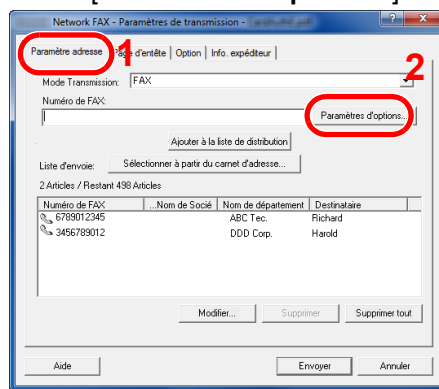 Network FAX - Paramètres de transmission -
Paramètre adresse Page d'entête Option Info. expéditeur
1
2
Mode Transmission: FAX
Numéro de FAX:
Paramètres d'options...
Ajouter à la liste de distribution
Liste d'envoie: Sélectionner à partir du carnet d'adresse...
2 Articles / Restant 498 Articles
Numéro de FAX ...Nom de Socié Nom de département Destinataire
6789012345 ABC Tec. Richard
3456789012 DDD Corp. Harold
Modifier... Supprimer Supprimer tout
Aide Envoyer Annuler